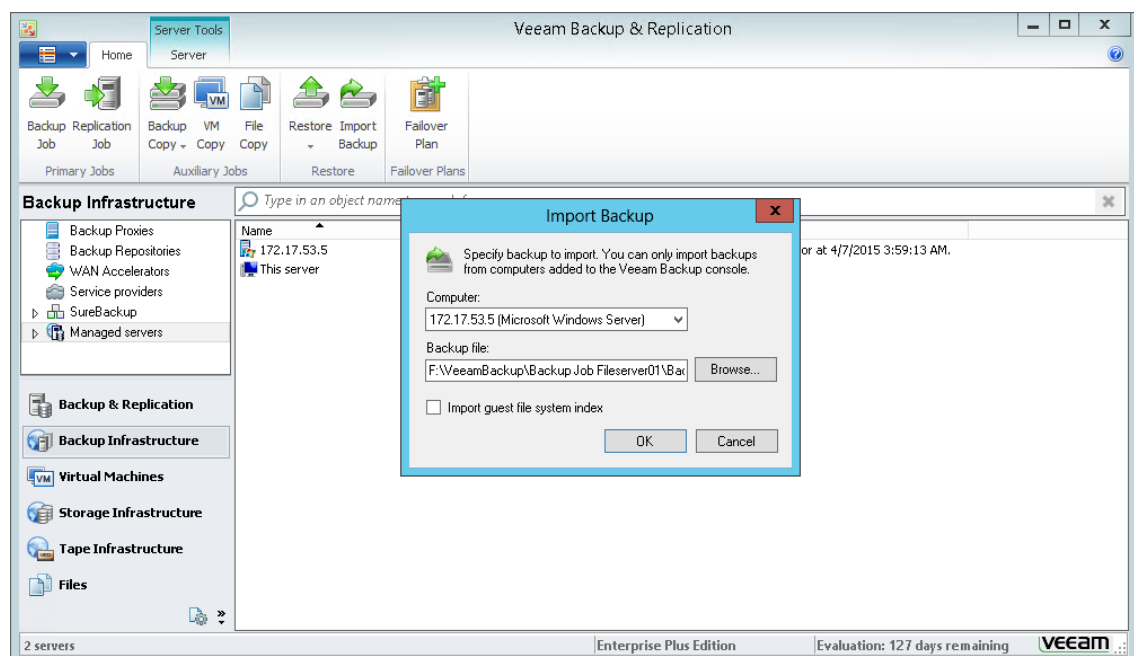 Server Tools
Veeam Backup & Replication
Home
Server
Backup Job
Replication Job
Backup Copy
VM Copy
File Copy
Restore
Import Backup
Failover Plan
Primary Jobs
Auxiliary Jobs
Restore
Failover Plans
Backup Infrastructure
Type in an object name
Backup Proxies
Backup Repositories
WAN Accelerators
Service providers
SureBackup
Managed servers
Name
172.17.53.5
or at 4/7/2015 3:59:13 AM.
This server
Import Backup
Specify backup to import. You can only import backups
from computers added to the Veeam Backup console.
Computer:
172.17.53.5 (Microsoft Windows Server)
Backup file:
F:\VeeamBackup\Backup Job Fileserver01\Bac
Browse...
Import guest file system index
OK
Cancel
Backup & Replication
Backup Infrastructure
VM
Virtual Machines
Storage Infrastructure
Tape Infrastructure
Files
2 servers
Enterprise Plus Edition
Evaluation: 127 days remaining
veeam